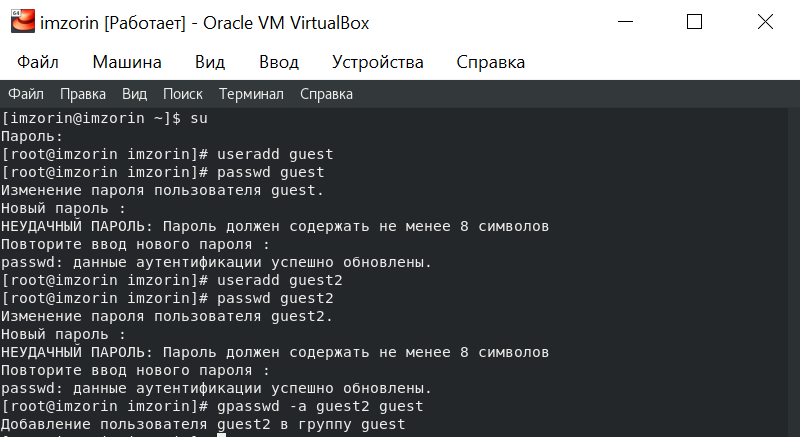 imzorin [Работает] - Oracle VM VirtualBox
Файл Машина Вид Ввод Устройства Справка
Файл Правка Вид Поиск Терминал Справка
[imzorin@imzorin ~]$ su
Пароль:
[root@imzorin imzorin]# useradd guest
[root@imzorin imzorin]# passwd guest
Изменение пароля пользователя guest.
Новый пароль :
НЕУДАЧНЫЙ ПАРОЛЬ: Пароль должен содержать не менее 8 символов
Повторите ввод нового пароля :
passwd: данные аутентификации успешно обновлены.
[root@imzorin imzorin]# useradd guest2
[root@imzorin imzorin]# passwd guest2
Изменение пароля пользователя guest2.
Новый пароль :
НЕУДАЧНЫЙ ПАРОЛЬ: Пароль должен содержать не менее 8 символов
Повторите ввод нового пароля :
passwd: данные аутентификации успешно обновлены.
[root@imzorin imzorin]# gpasswd -a guest2 guest
Добавление пользователя guest2 в группу guest
[root@imzorin imzorin]#